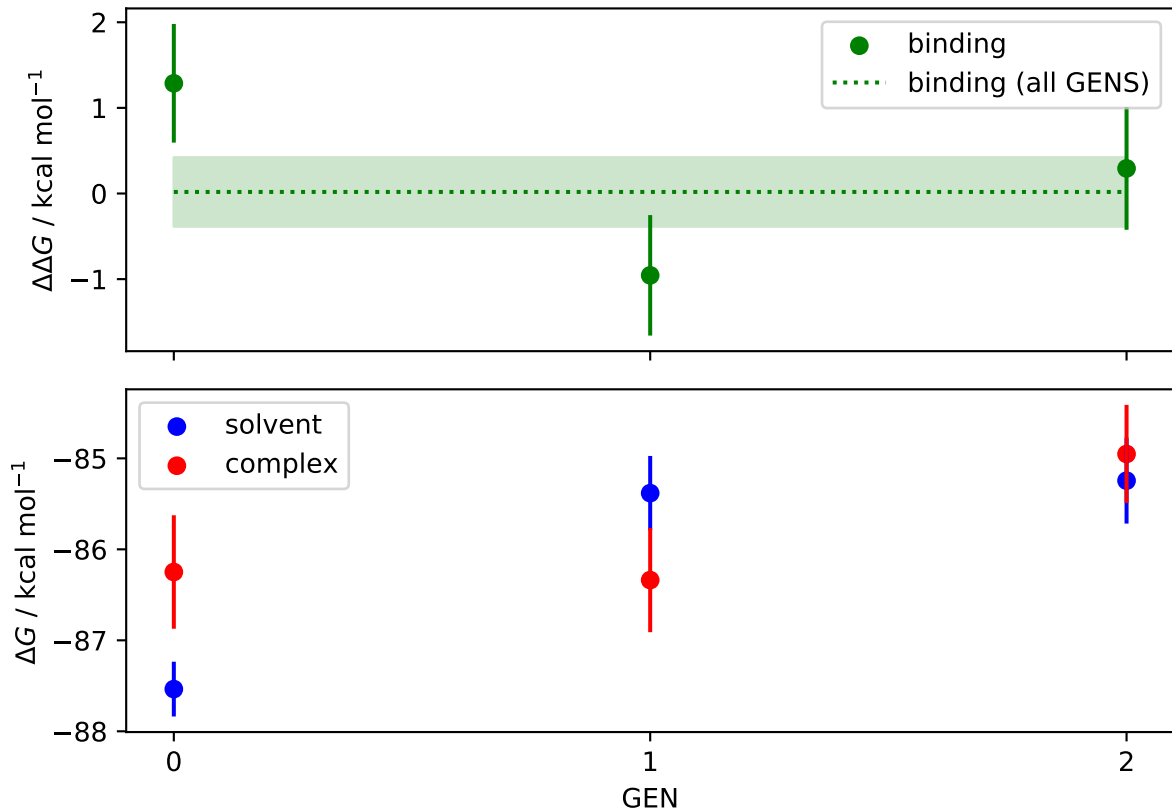 2
1
0
−1
ΔΔG / kcal mol⁻¹
binding
binding (all GENS)
−85
−86
−87
−88
ΔG / kcal mol⁻¹
solvent
complex
0 1 2
GEN